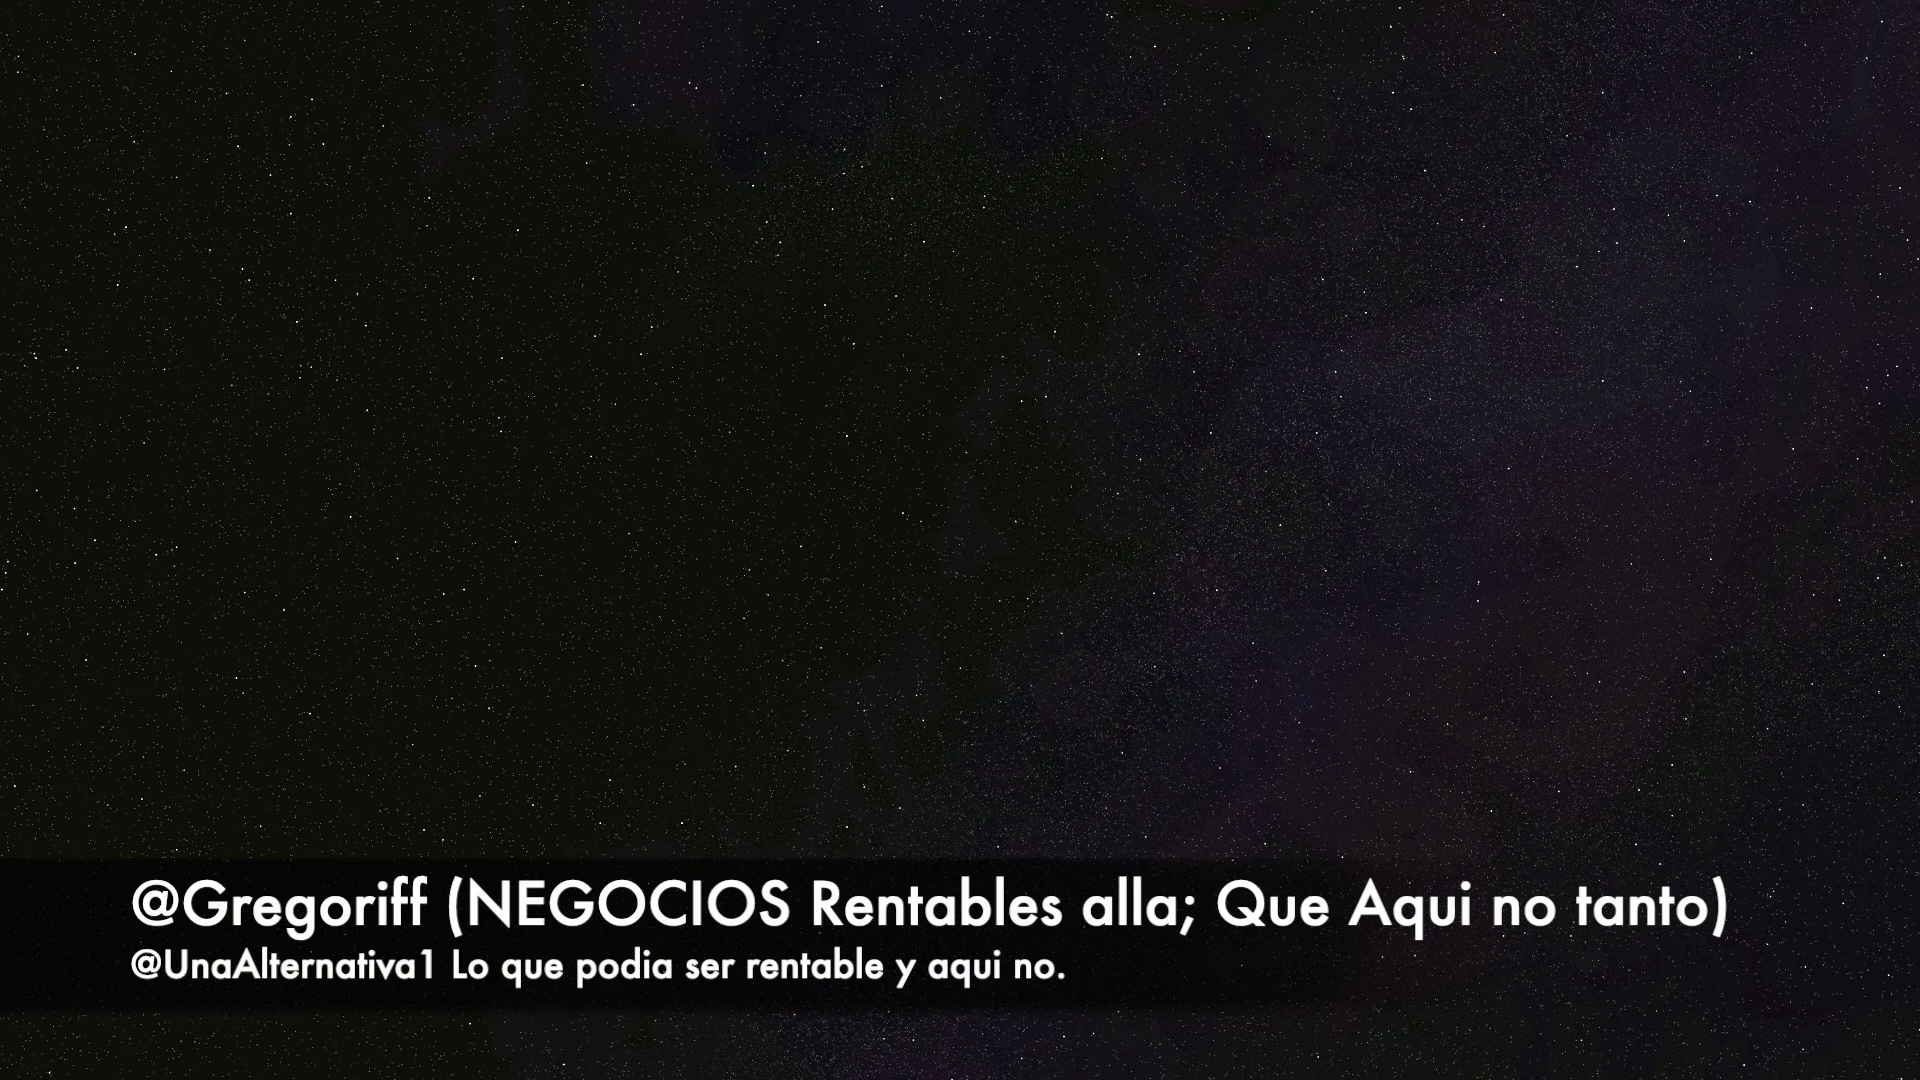 @Gregoriff (NEGOCIOS Rentables alla; Que Aqui no tanto)
@UnaAlternativa1 Lo que podia ser rentable y aqui no.